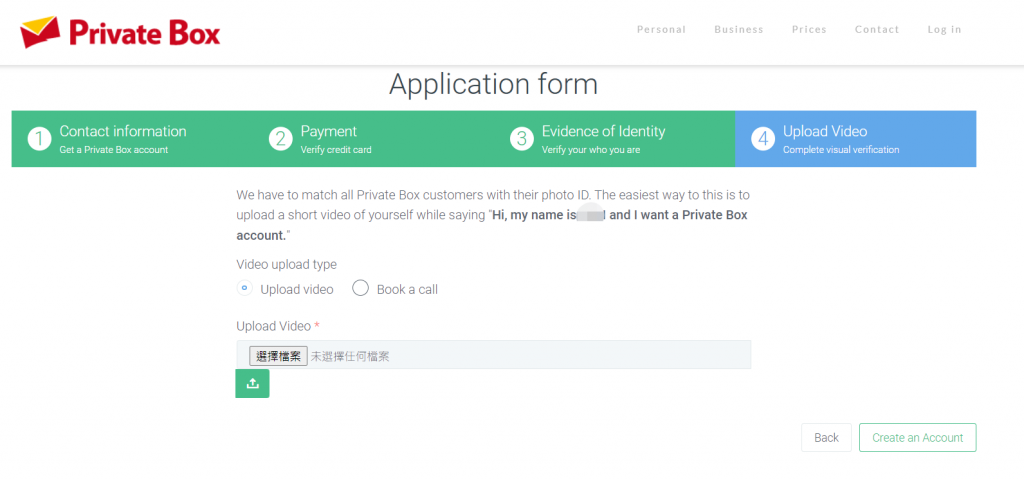 Private Box
Personal Business Prices Contact Log in
Application form
1 Contact information
Get a Private Box account
2 Payment
Verify credit card
3 Evidence of Identity
Verify your who you are
4 Upload Video
Complete visual verification
We have to match all Private Box customers with their photo ID. The easiest way to this is to
upload a short video of yourself while saying "Hi, my name is and I want a Private Box
account."
Video upload type
Upload video Book a call
Upload Video *
選擇檔案 未選擇任何檔案
Back Create an Account